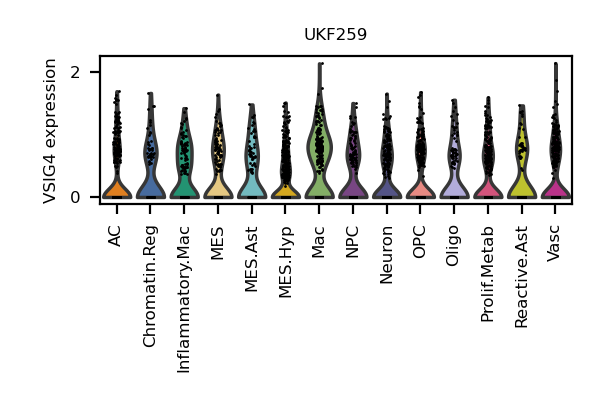 UKF259
VSIG4 expression
2
0
AC
Chromatin.Reg
Inflammatory.Mac
MES
MES.Ast
MES.Hyp
Mac
NPC
Neuron
OPC
Oligo
Prolif.Metab
Reactive.Ast
Vasc